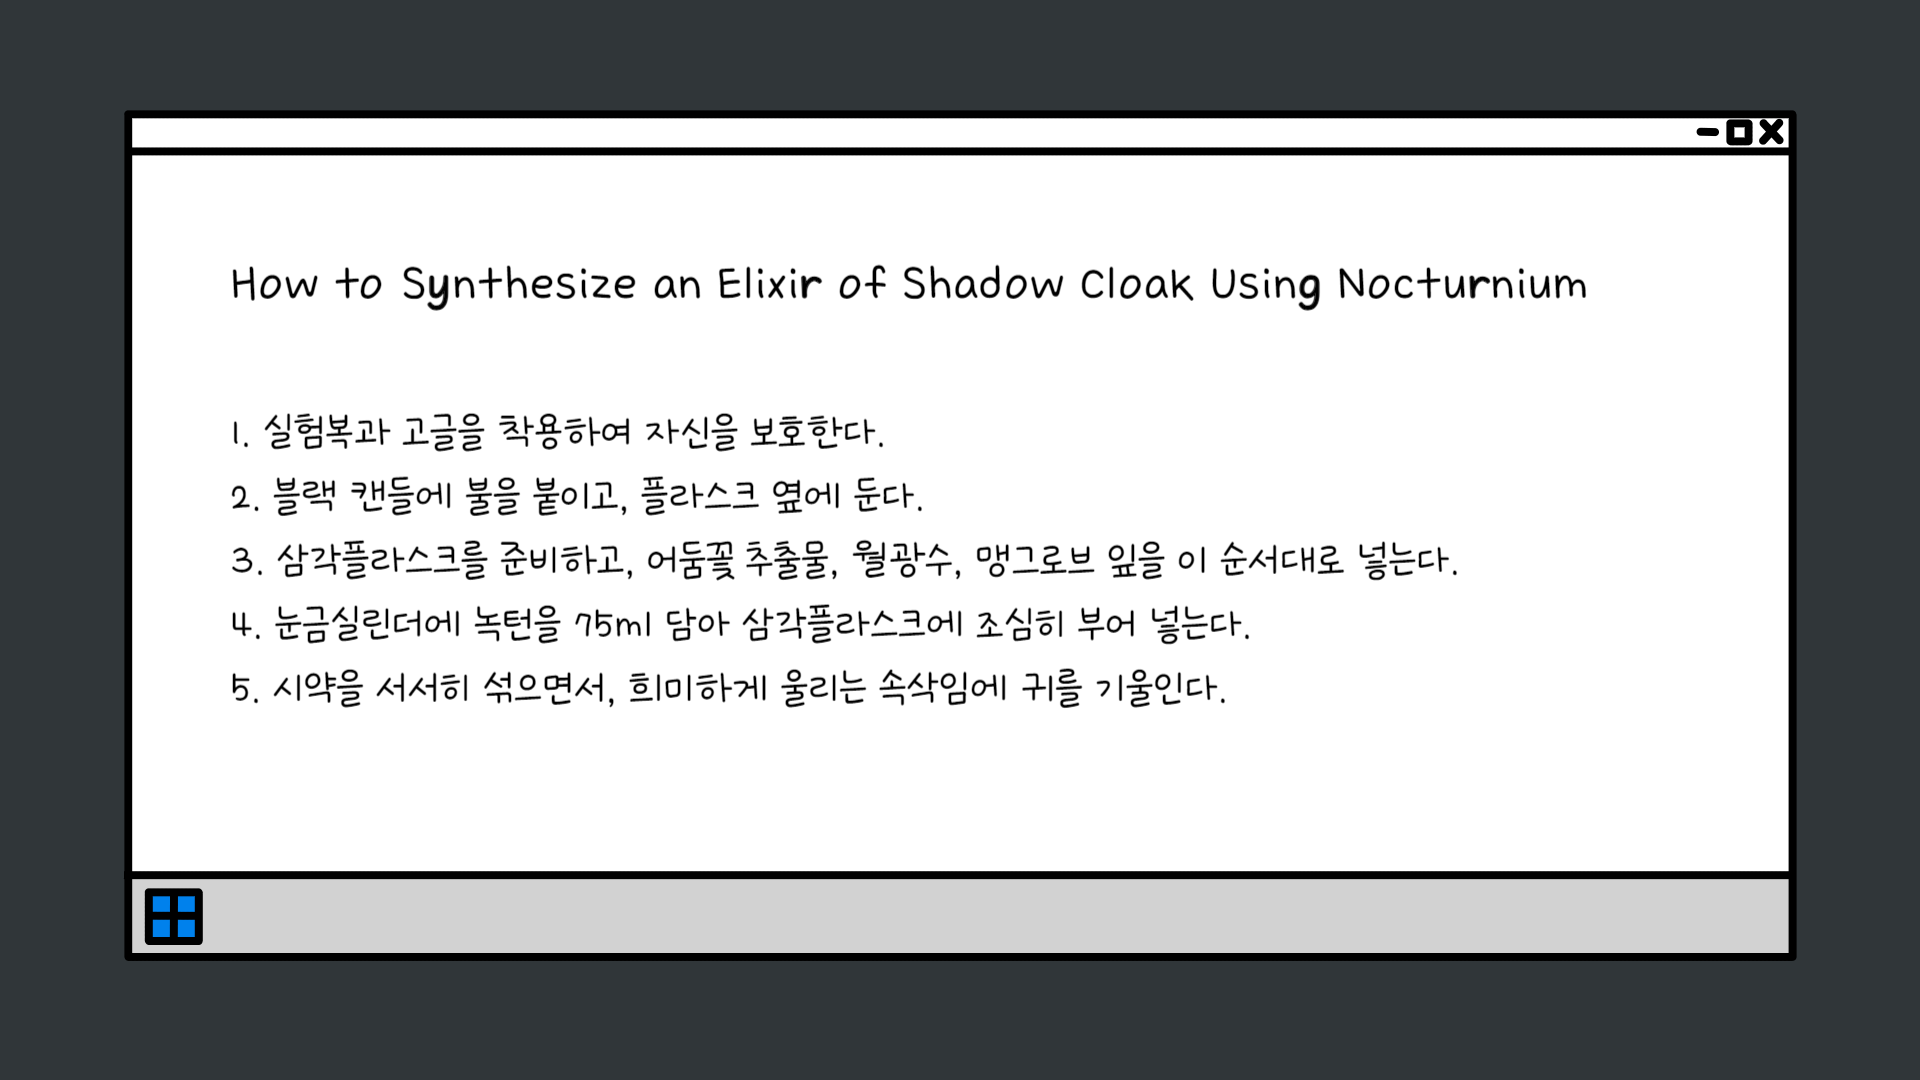 How to Synthesize an Elixir of Shadow Cloak Using Nocturnium
1. 실험복과 고글을 착용하여 자신을 보호한다.
2. 블랙 캔들에 불을 붙이고, 플라스크 옆에 둔다.
3. 삼각플라스크를 준비하고, 어둠꽃 추출물, 월광수, 맹그로브 잎을 이 순서대로 넣는다.
4. 눈금실린더에 녹턴을 75ml 담아 삼각플라스크에 조심히 부어 넣는다.
5. 시약을 서서히 섞으면서, 희미하게 울리는 속삭임에 귀를 기울인다.